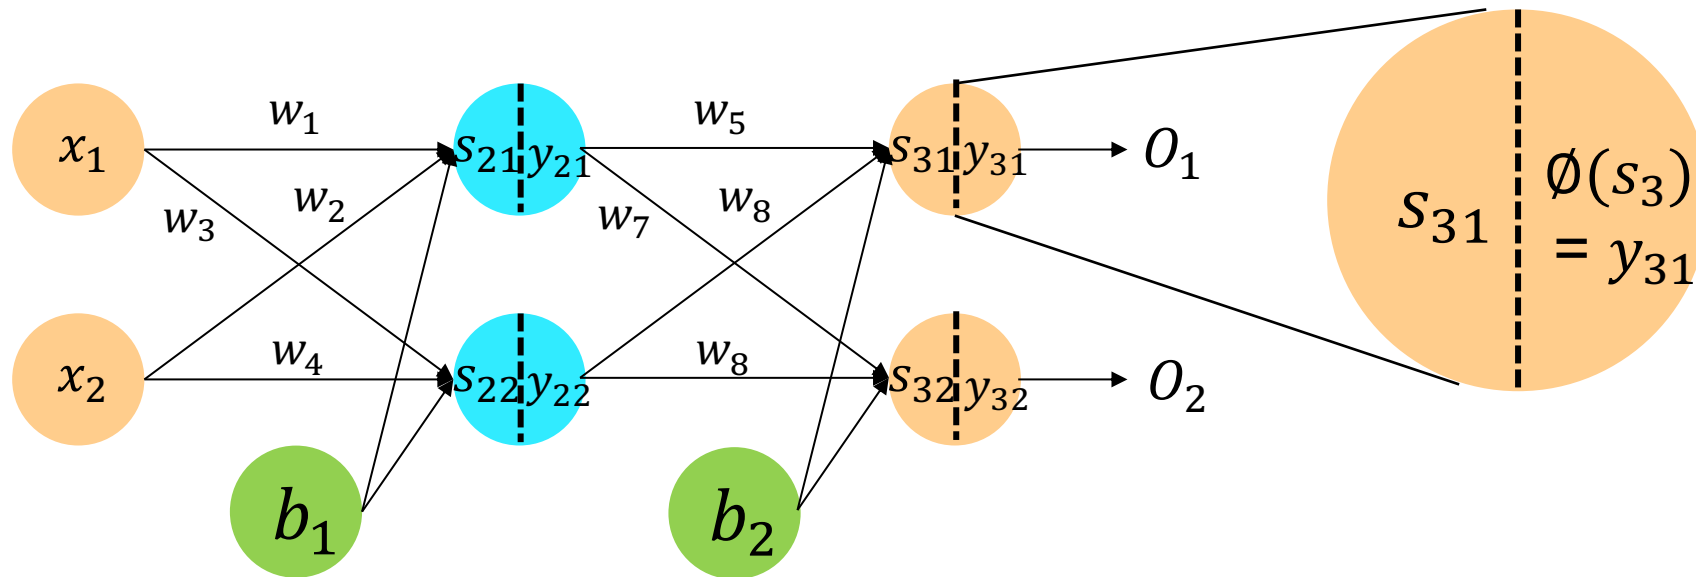 x₁
w₁
w₂
w₃
s₂₁
y₂₁
w₅
w₈
w₇
s₃₁
y₃₁
O₁
s₃₁
∅(s₃)
= y₃₁
x₂
w₄
s₂₂
y₂₂
w₈
s₃₂
y₃₂
O₂
b₁
b₂